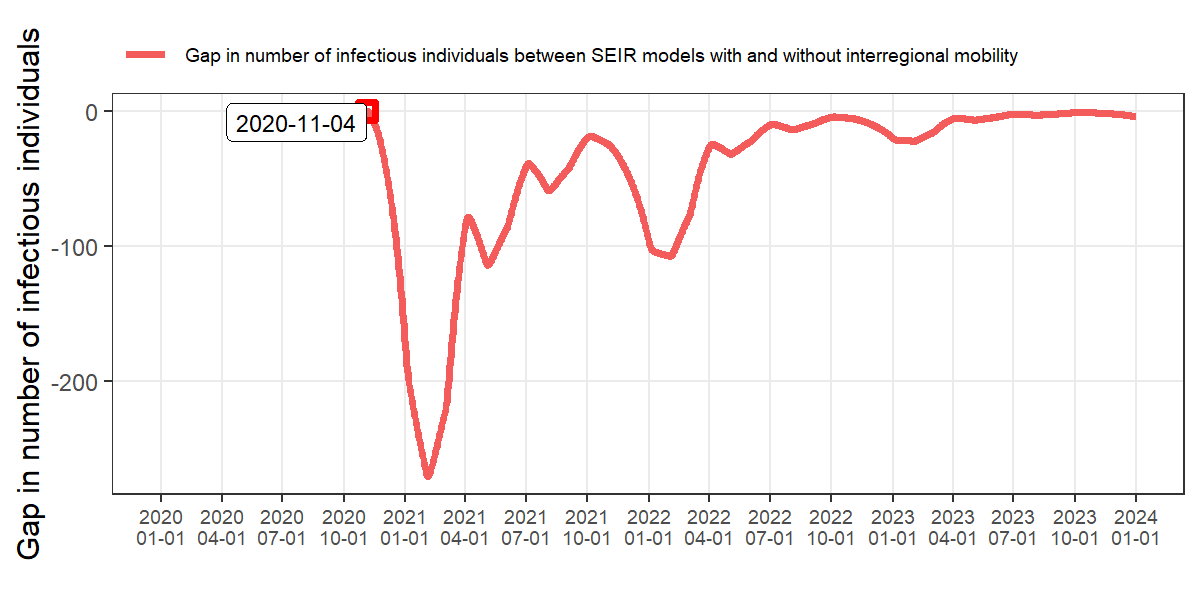 Gap in number of infectious individuals between SEIR models with and without interregional mobility
Gap in number of infectious individuals
0
-100
-200
2020-11-04
2020 2020 2020 2020 2021 2021 2021 2021 2022 2022 2022 2022 2023 2023 2023 2023 2024
01-01 04-01 07-01 10-01 01-01 04-01 07-01 10-01 01-01 04-01 07-01 10-01 01-01 04-01 07-01 10-01 01-01